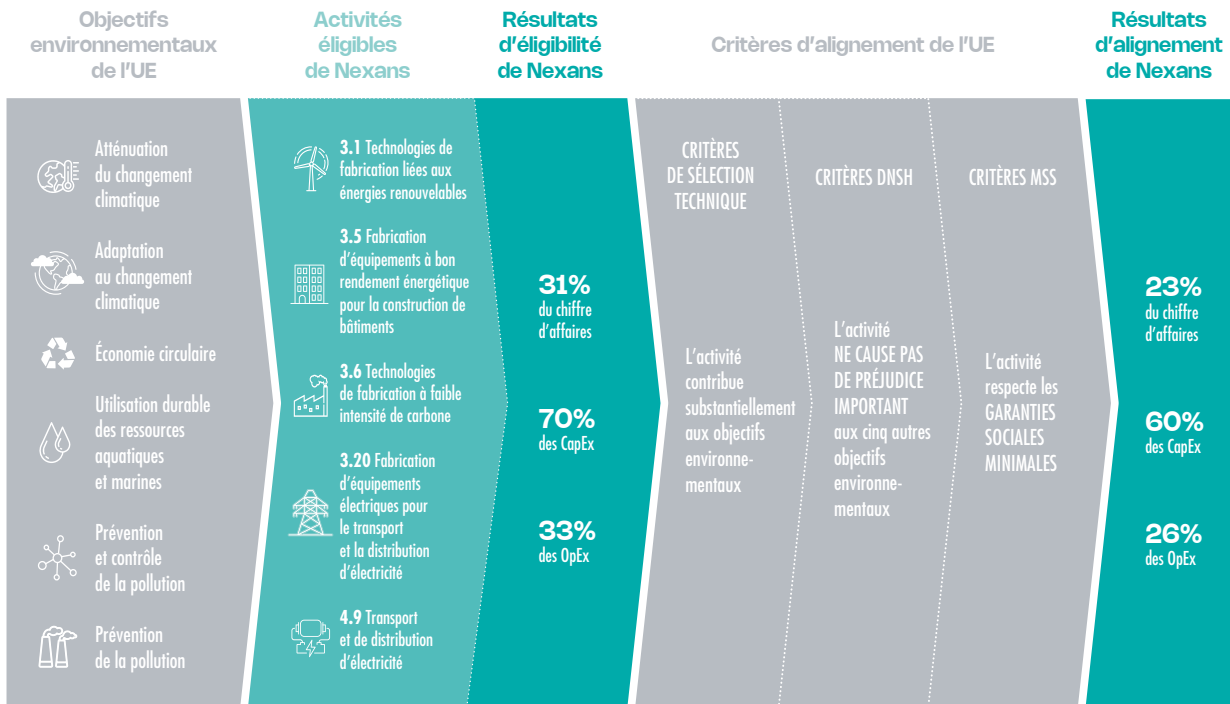 Objectifs
environnementaux
de l'UE
Activités
éligibles
de Nexans
Résultats
d'éligibilité
de Nexans
Critères d'alignement de l'UE
Résultats
d'alignement
de Nexans
Atténuation
du changement
climatique
Adaptation
au changement
climatique
Économie circulaire
Utilisation durable
des ressources
aquatiques
et marines
Prévention
et contrôle
de la pollution
Prévention
de la pollution
3.1 Technologies de
fabrication liées aux
énergies renouvelables
3.5 Fabrication
d'équipements à bon
rendement énergétique
pour la construction de
bâtiments
3.6 Technologies
de fabrication à faible
intensité de carbone
3.20 Fabrication
d'équipements
électriques pour
le transport
et la distribution
d'électricité
4.9 Transport
et de distribution
d'électricité
31%
du chiffre
d'affaires
70%
des CapEx
33%
des OpEx
CRITÈRES
DE SÉLECTION
TECHNIQUE
L'activité
contribue
substantiellement
aux objectifs
environne-
mentaux
CRITÈRES DNSH
L'activité
NE CAUSE PAS
DE PRÉJUDICE
IMPORTANT
aux cinq autres
objectifs
environne-
mentaux
CRITÈRES MSS
L'activité
respecte les
GARANTIES
SOCIALES
MINIMALES
23%
du chiffre
d'affaires
60%
des CapEx
26%
des OpEx